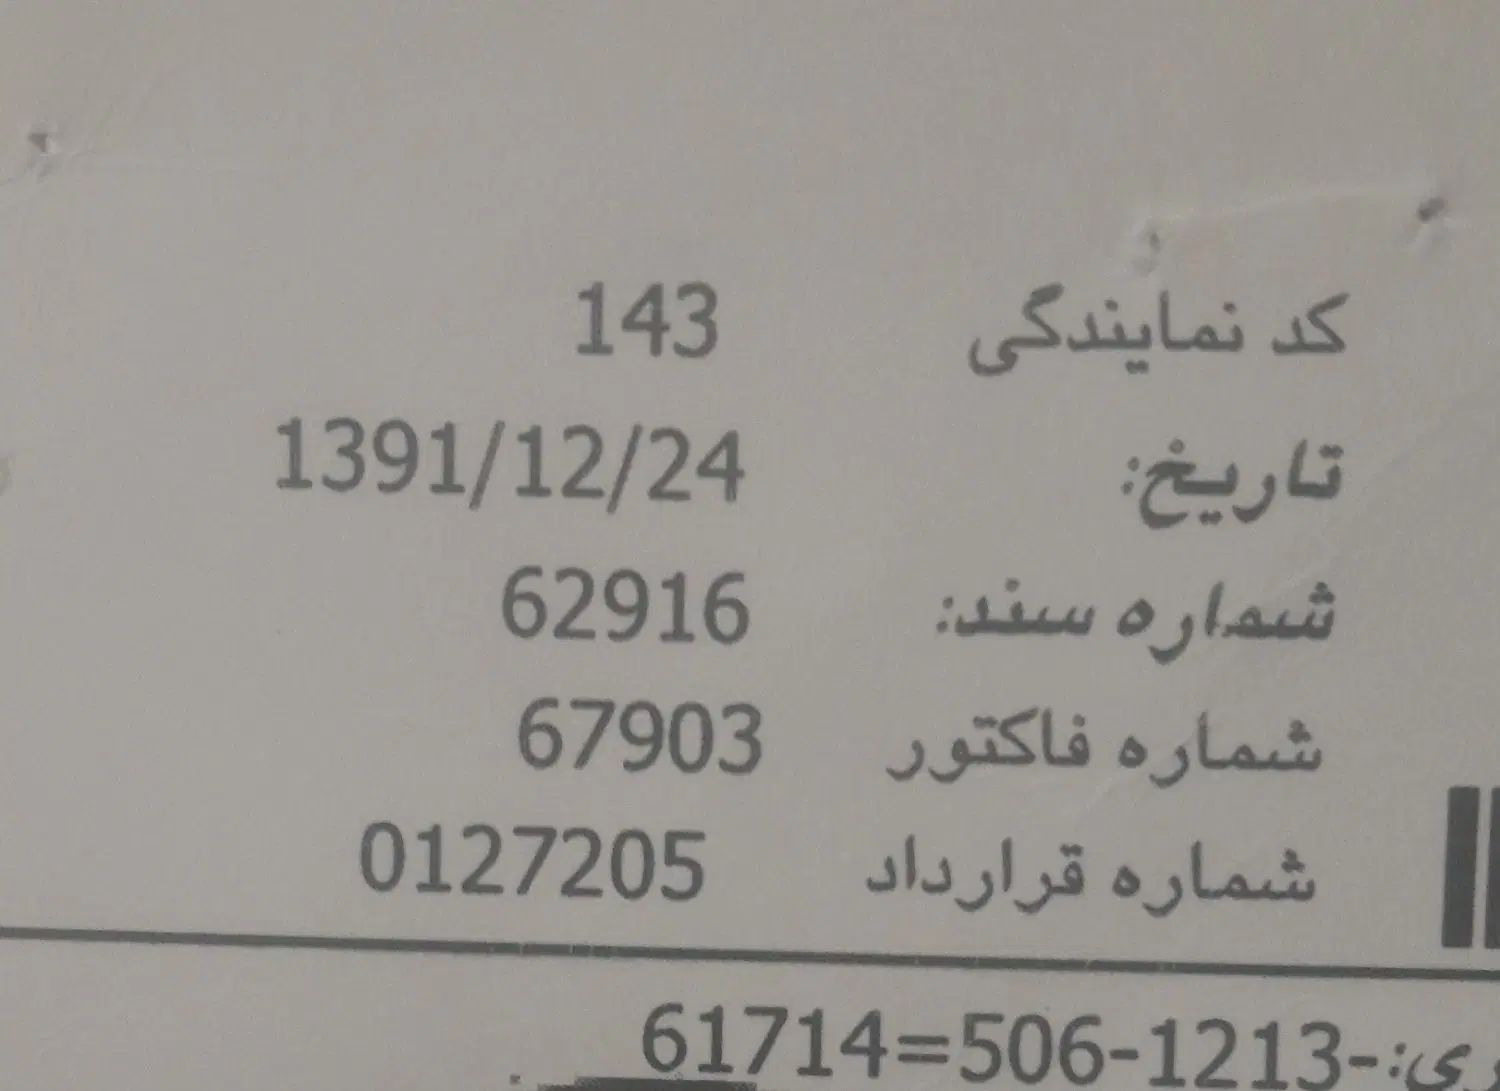 کد نمایندگی 143
تاریخ: 1391/12/24
شماره سند: 62916
شماره فاکتور 67903
شماره قرارداد 0127205
61714=506-1213-